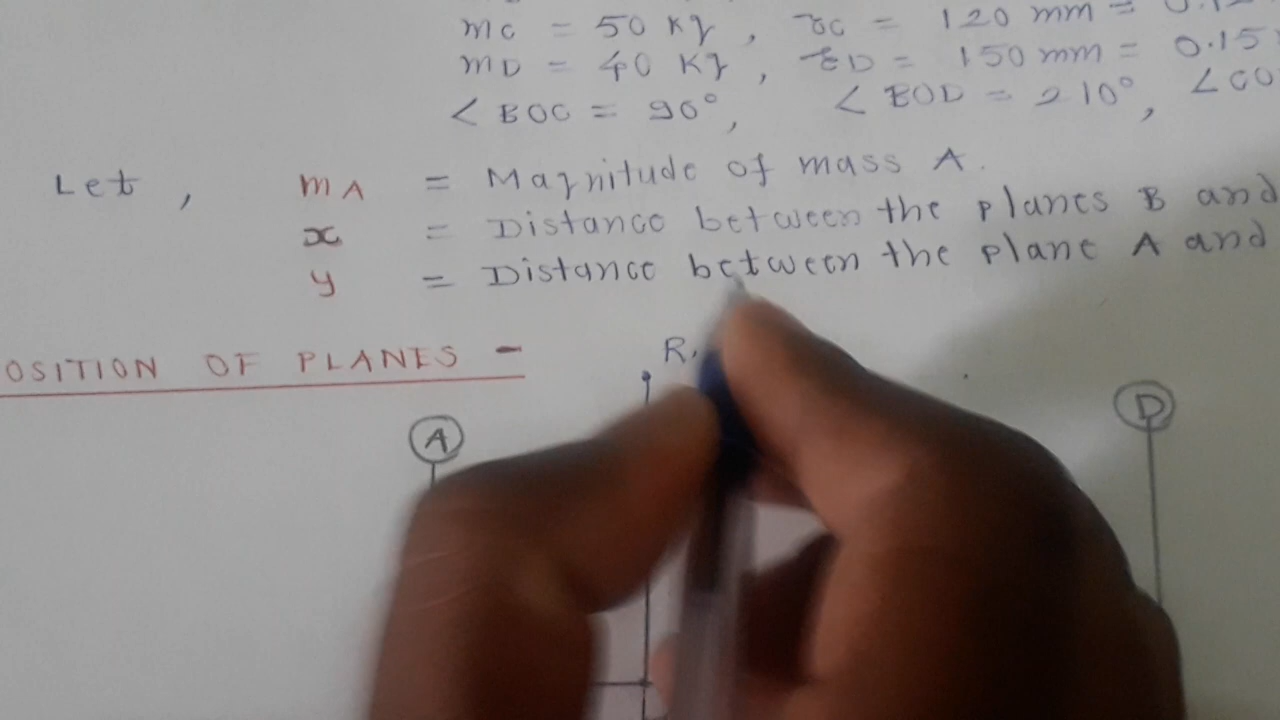 mC = 50 Kg, rC = 120 mm =
mD = 40 Kg, rD = 150 mm = 0.15
∠BOC = 90°, ∠BOD = 210°, ∠CO
Let, mA = Magnitude of mass A.
x = Distance between the planes B and
y = Distance between the plane A and
OSITION OF PLANES -
R.
A D